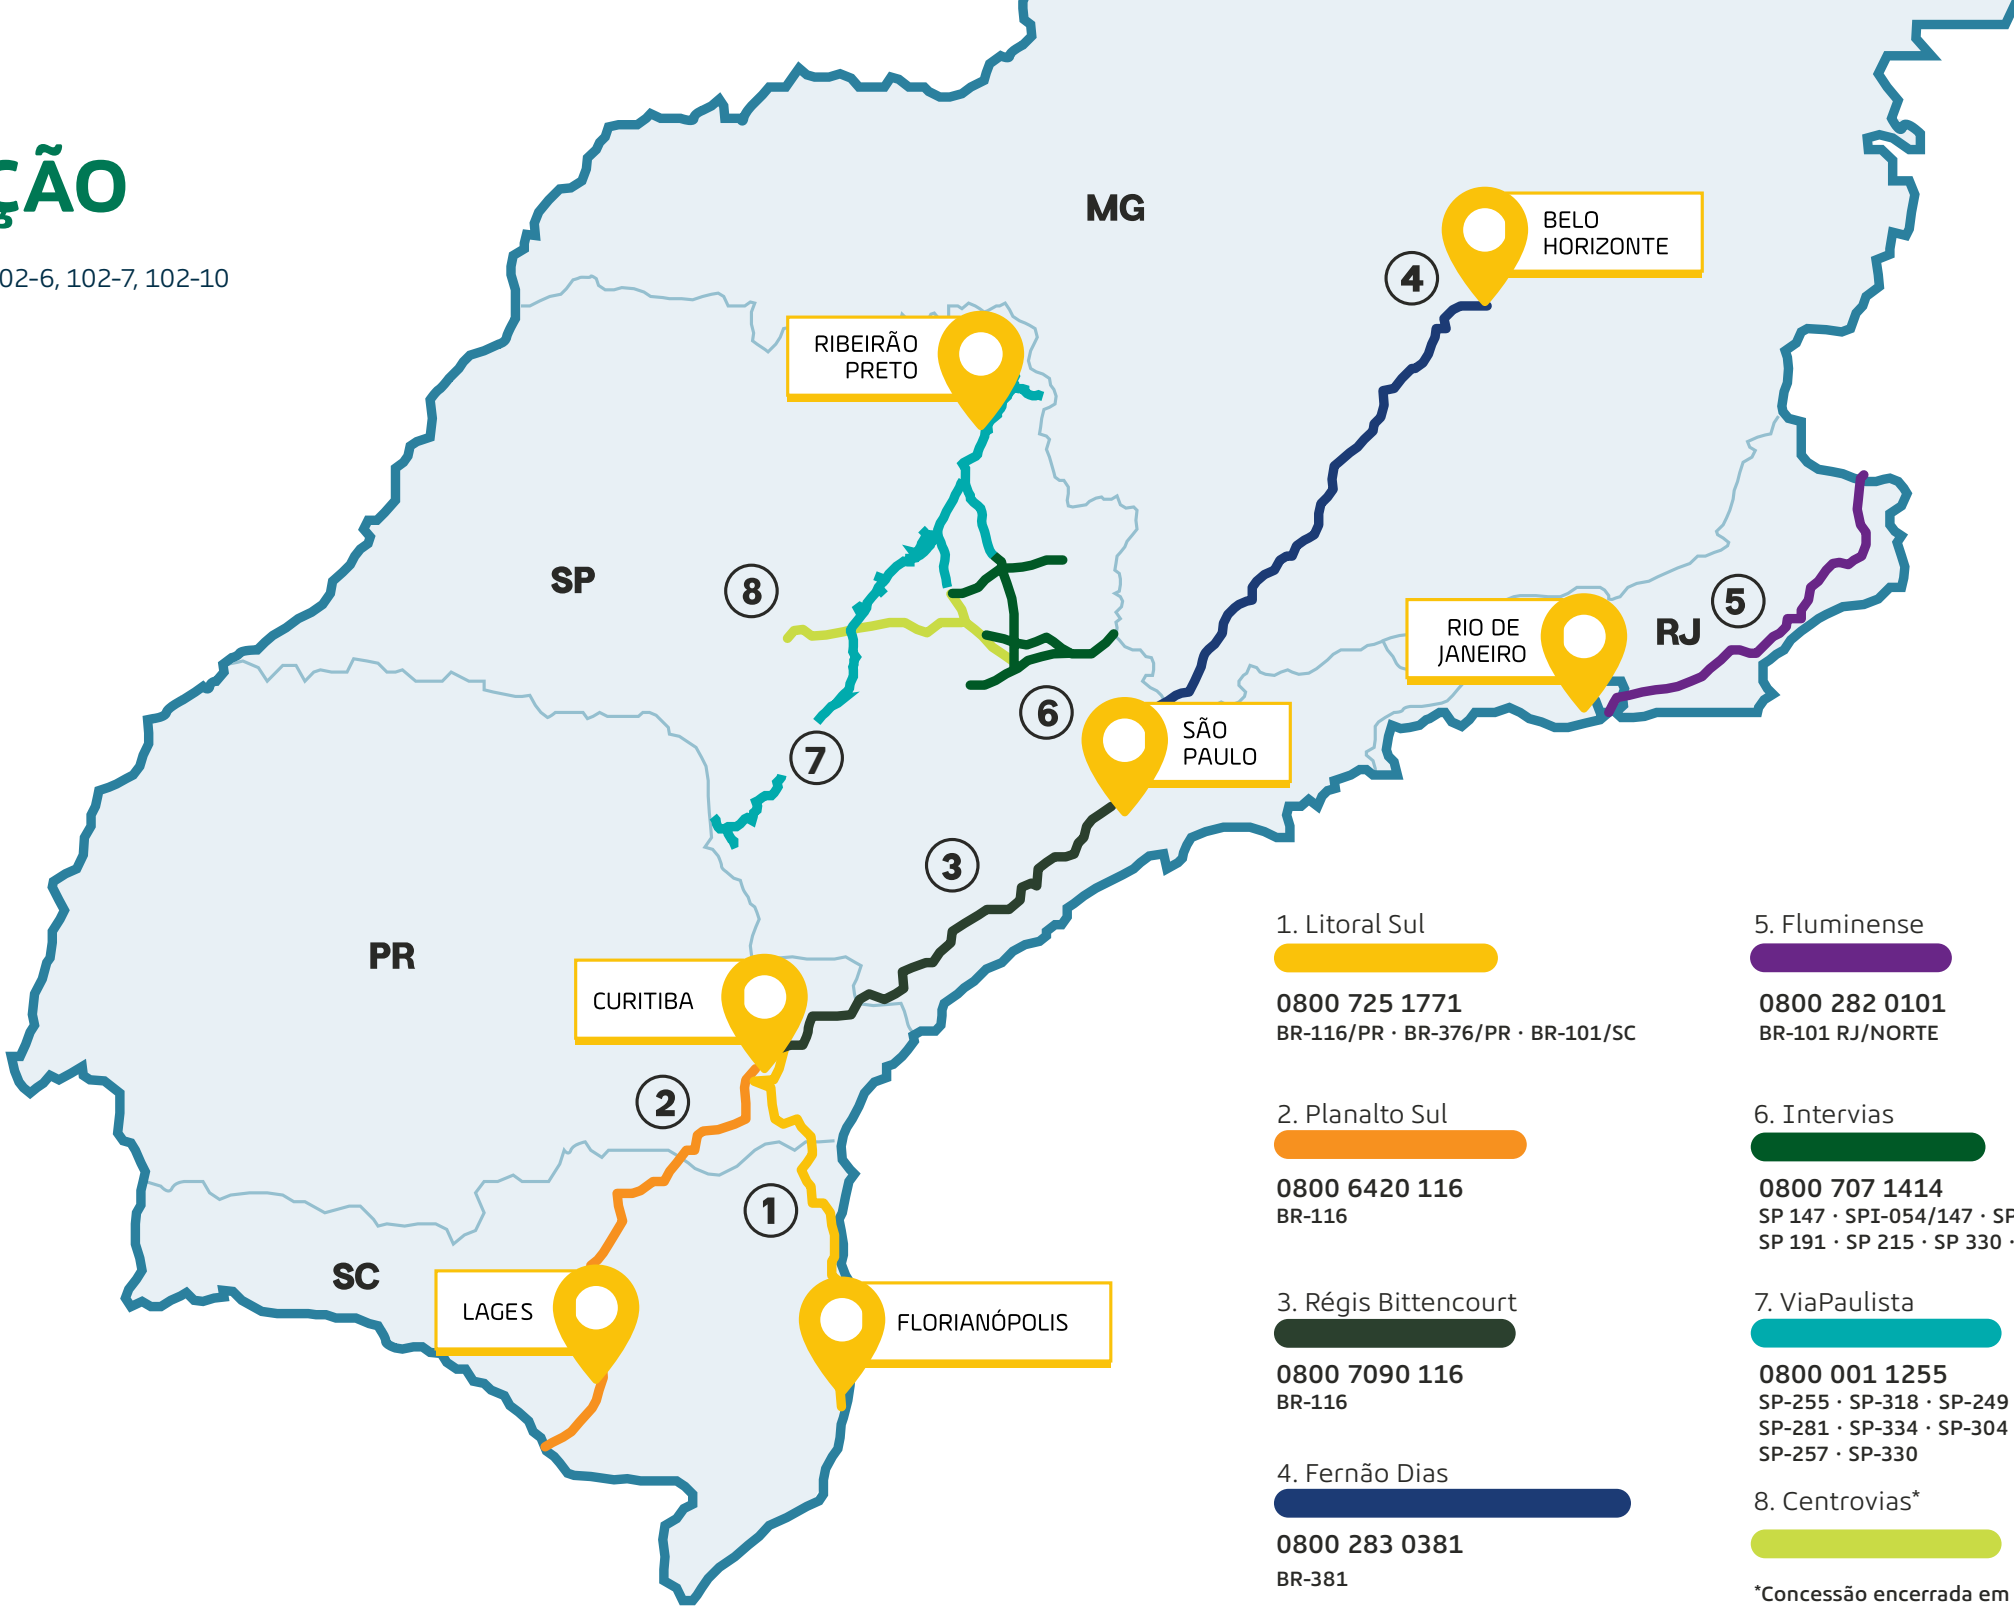 ÇÃO
02-6, 102-7, 102-10
MG
4
BELO
HORIZONTE
RIBEIRÃO
PRETO
SP
8
5
RIO DE
JANEIRO
RJ
6
SÃO
PAULO
7
3
PR
CURITIBA
2
1
SC
LAGES
FLORIANÓPOLIS
1. Litoral Sul
0800 725 1771
BR-116/PR · BR-376/PR · BR-101/SC
2. Planalto Sul
0800 6420 116
BR-116
3. Régis Bittencourt
0800 7090 116
BR-116
4. Fernão Dias
0800 283 0381
BR-381
5. Fluminense
0800 282 0101
BR-101 RJ/NORTE
6. Intervias
0800 707 1414
SP 147 · SPI-054/147 · SP
SP 191 · SP 215 · SP 330 ·
7. ViaPaulista
0800 001 1255
SP-255 · SP-318 · SP-249
SP-281 · SP-334 · SP-304
SP-257 · SP-330
8. Centrovias*
*Concessão encerrada em